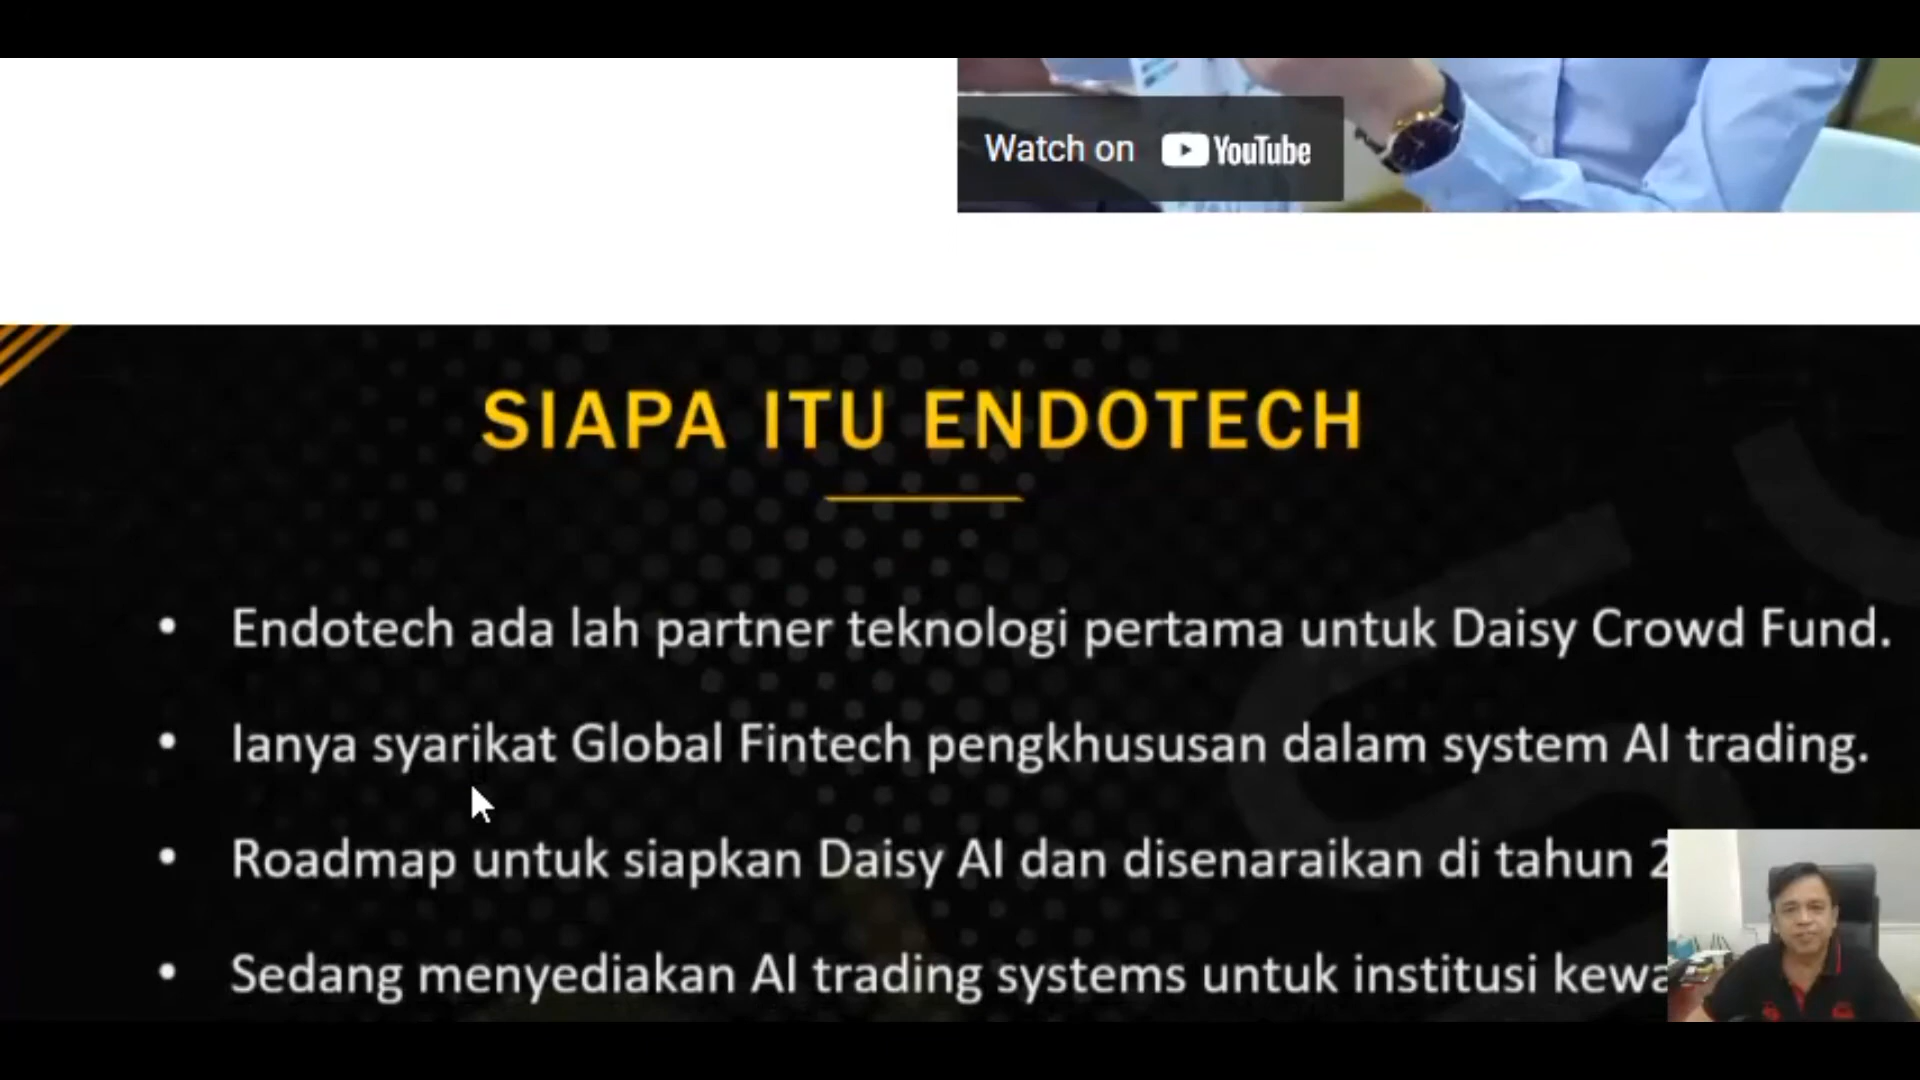 Watch on YouTube
SIAPA ITU ENDOTECH
• Endotech ada lah partner teknologi pertama untuk Daisy Crowd Fund.
• Ianya syarikat Global Fintech pengkhususan dalam system AI trading.
• Roadmap untuk siapkan Daisy AI dan disenaraikan di tahun
• Sedang menyediakan AI trading systems untuk institusi